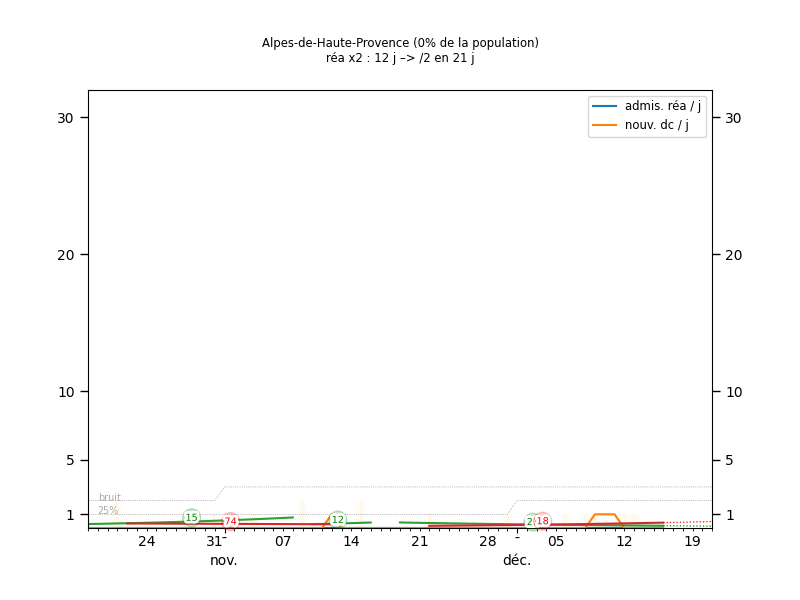 Alpes-de-Haute-Provence (0% de la population)
réa x2 : 12 j –> /2 en 21 j
admis. réa / j
nouv. dc / j
30 30
20 20
10 10
5 5
bruit
25%
1 1
15 74 12 18
24 31- 07 14 21 28 - 05 12 19
nov. déc.